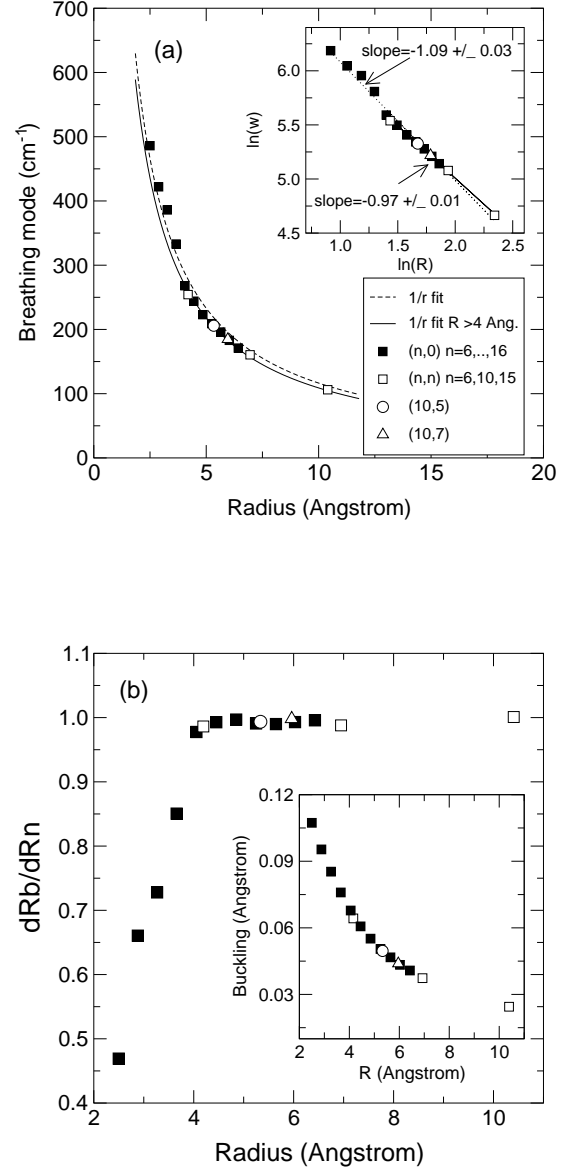 700
600
500
400
300
200
100
0
Breathing mode (cm⁻¹)
0 5 10 15 20
Radius (Angstrom)
(a)
6.0
5.5
5.0
4.5
ln(w)
1.0 1.5 2.0 2.5
ln(R)
slope=-1.09 +/_ 0.03
slope=-0.97 +/_ 0.01
1/r fit
1/r fit R >4 Ang.
(n,0) n=6,..,16
(n,n) n=6,10,15
(10,5)
(10,7)
1.1
1.0
0.9
0.8
0.7
0.6
0.5
0.4
dRb/dRn
2 4 6 8 10
Radius (Angstrom)
(b)
0.12
0.09
0.06
0.03
Buckling (Angstrom)
2 4 6 8 10
R (Angstrom)